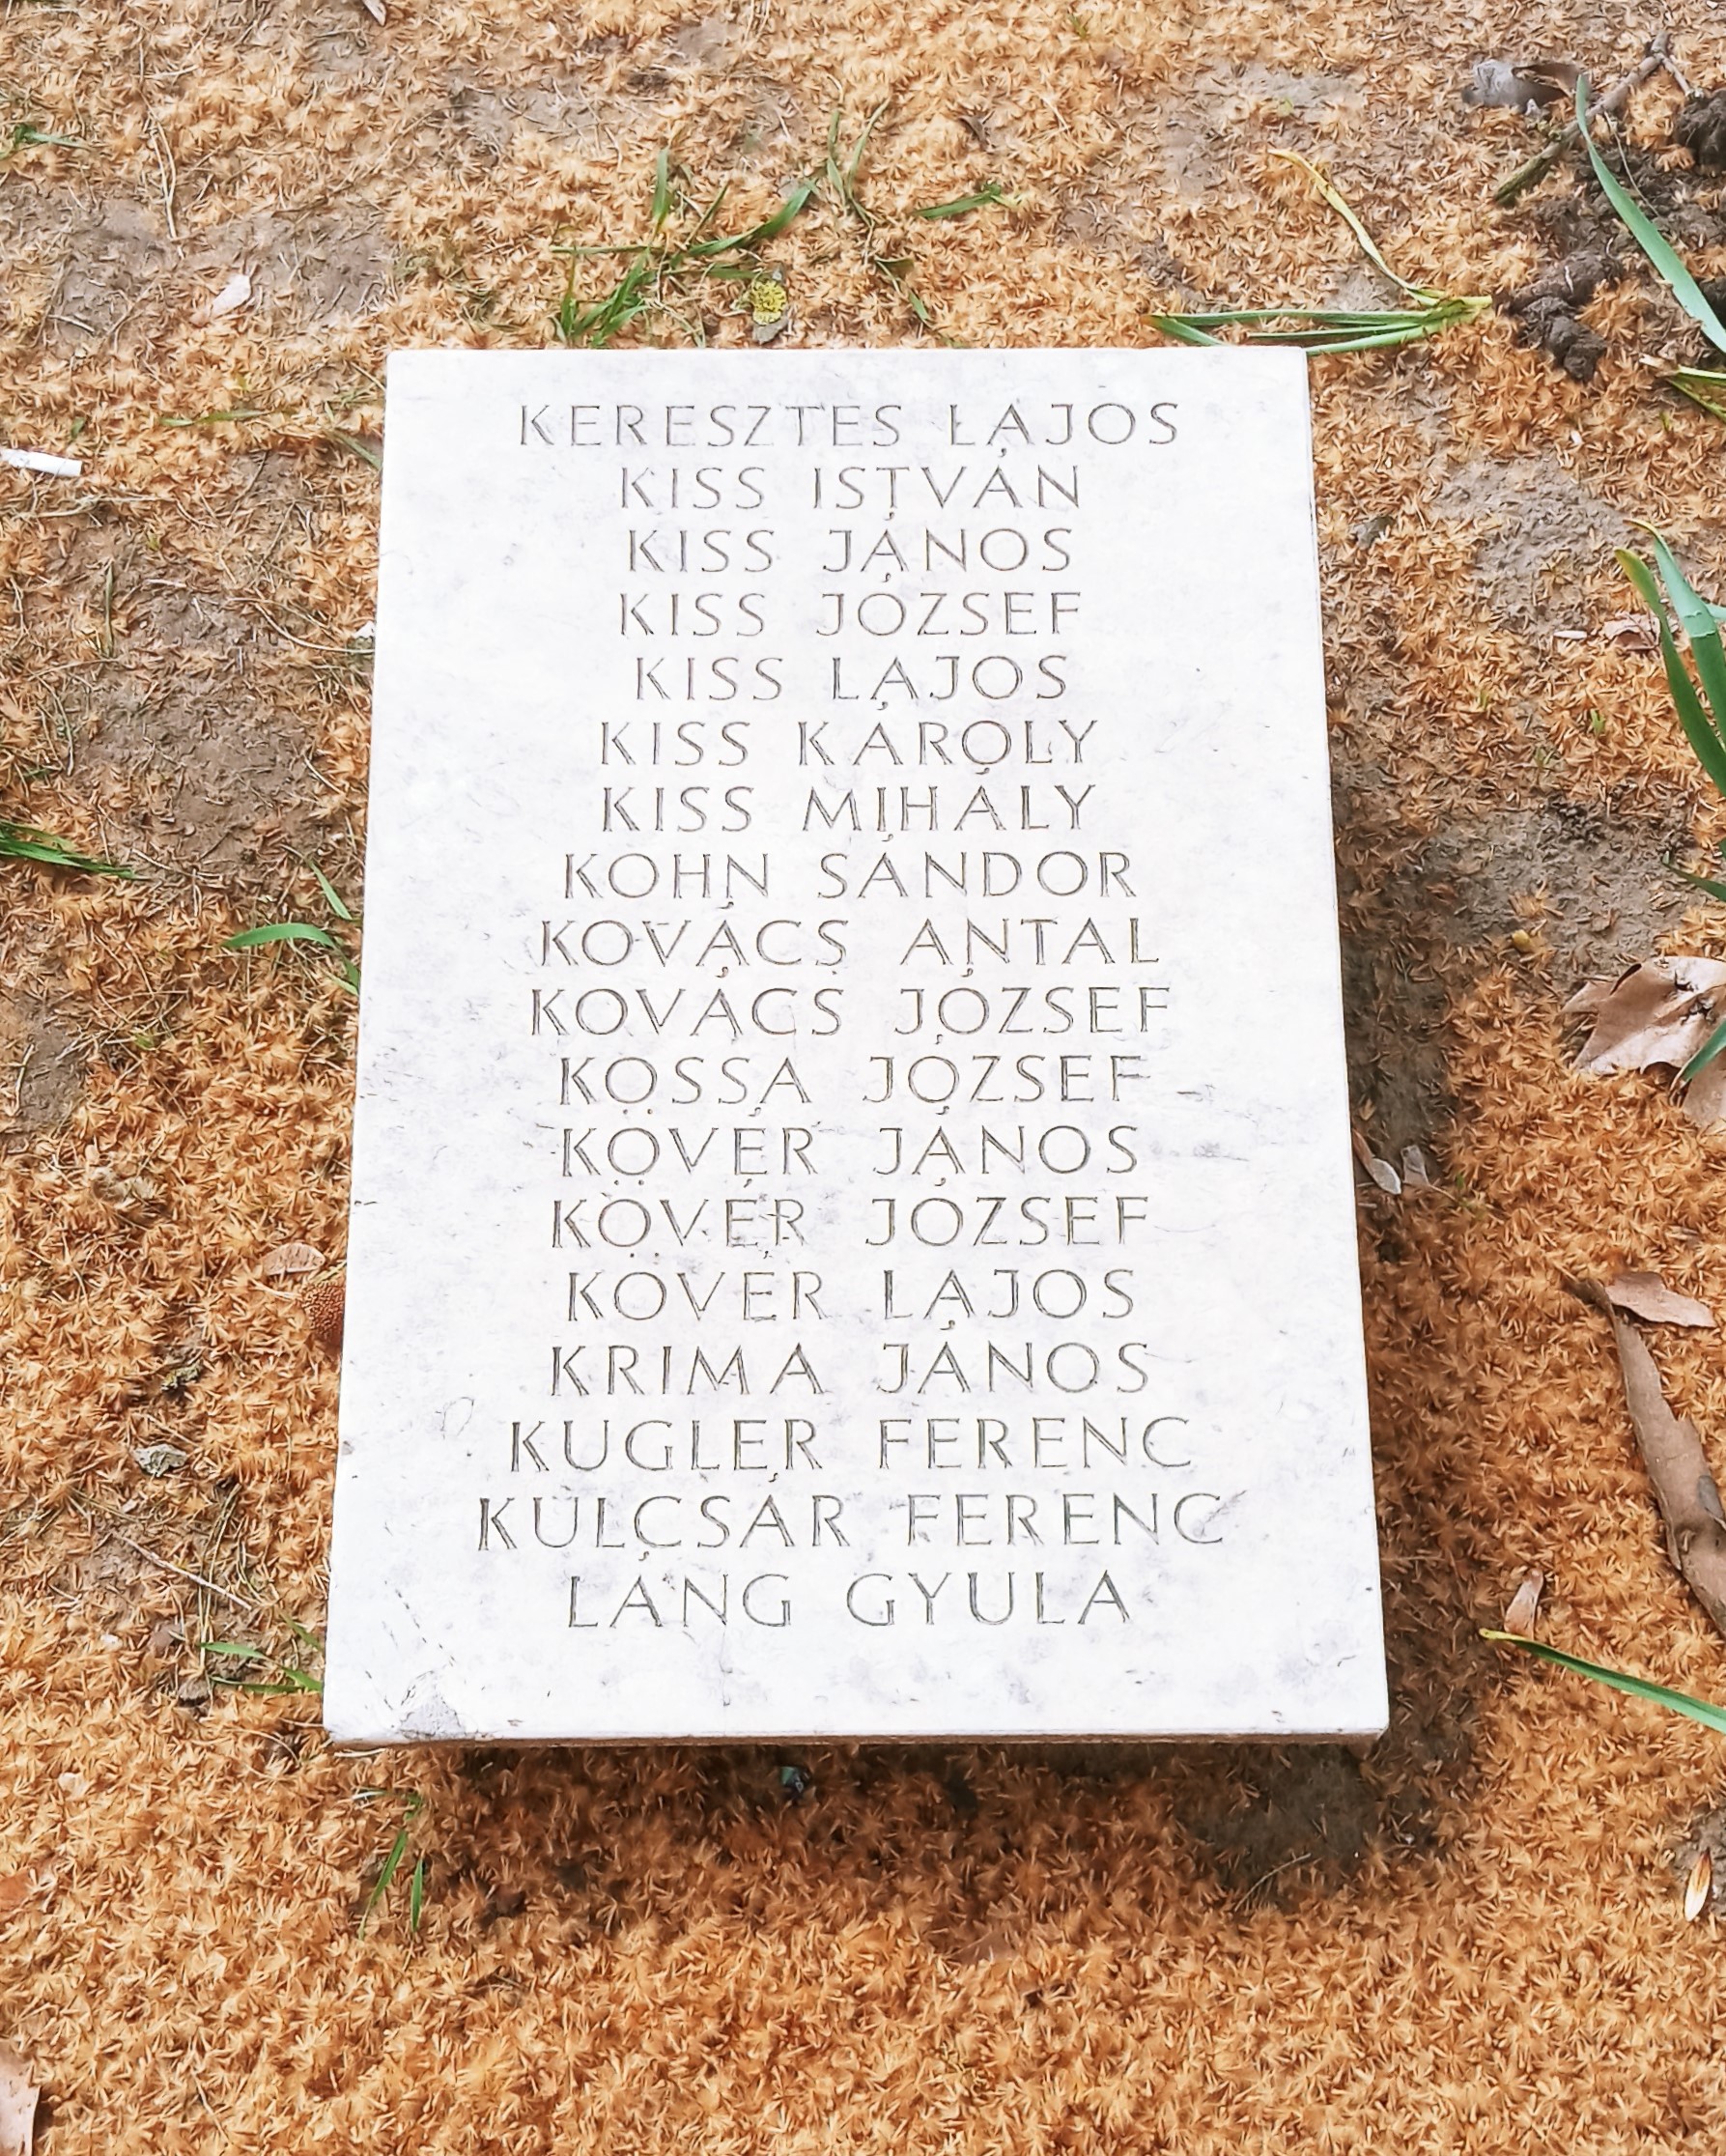 KERESZTES LAJOS
KISS ISTVÁN
KISS JÁNOS
KISS JÓZSEF
KISS LAJOS
KISS KÁROLY
KISS MIHÁLY
KOHN SÁNDOR
KOVÁCS ANTAL
KOVÁCS JÓZSEF
KOSSA JÓZSEF
KÖVÉR JÁNOS
KÖVÉR JÓZSEF
KÖVÉR LAJOS
KRIMA JÁNOS
KUGLER FERENC
KULCSÁR FERENC
LÁNG GYULA